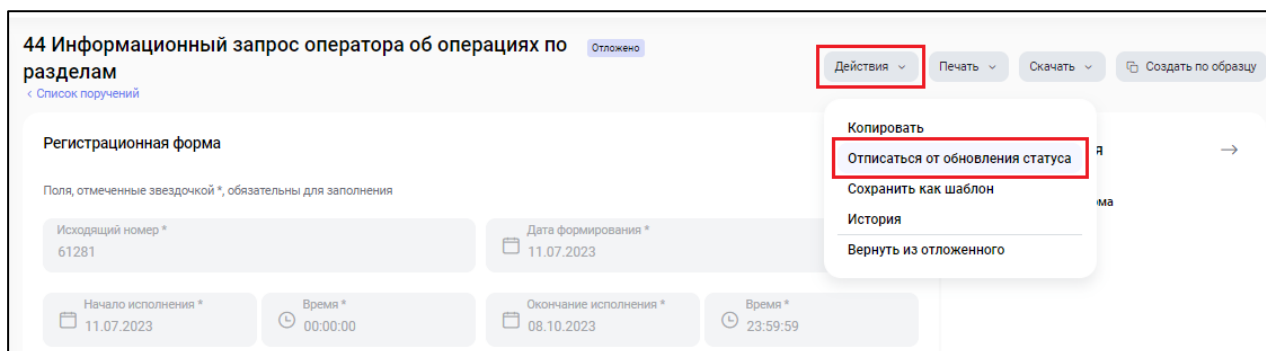 44 Информационный запрос оператора об операциях по
разделам
Отложено
Действия
Печать
Скачать
Создать по образцу
< Список поручений
Регистрационная форма
Копировать
Отписаться от обновления статуса
Сохранить как шаблон
История
Вернуть из отложенного
Поля, отмеченные звездочкой *, обязательны для заполнения
Исходящий номер *
61281
Дата формирования *
11.07.2023
Начало исполнения *
11.07.2023
Время *
00:00:00
Окончание исполнения *
08.10.2023
Время *
23:59:59